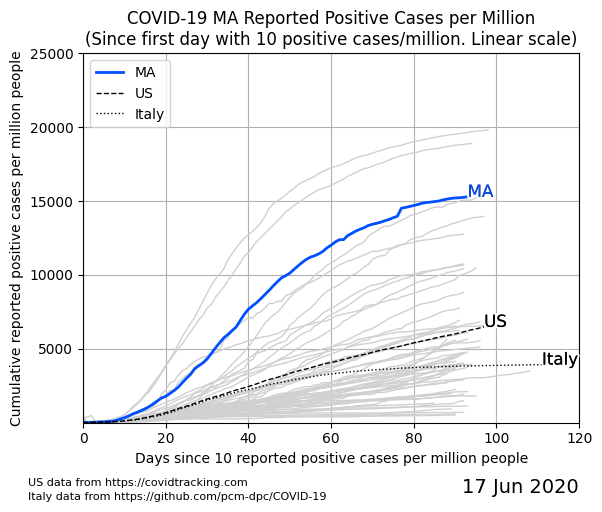 COVID-19 MA Reported Positive Cases per Million
(Since first day with 10 positive cases/million. Linear scale)
Cumulative reported positive cases per million people
25000
20000
15000
10000
5000
MA
US
Italy
MA
US
Italy
0
20
40
60
80
100
120
Days since 10 reported positive cases per million people
US data from https://covidtracking.com
Italy data from https://github.com/pcm-dpc/COVID-19
17 Jun 2020